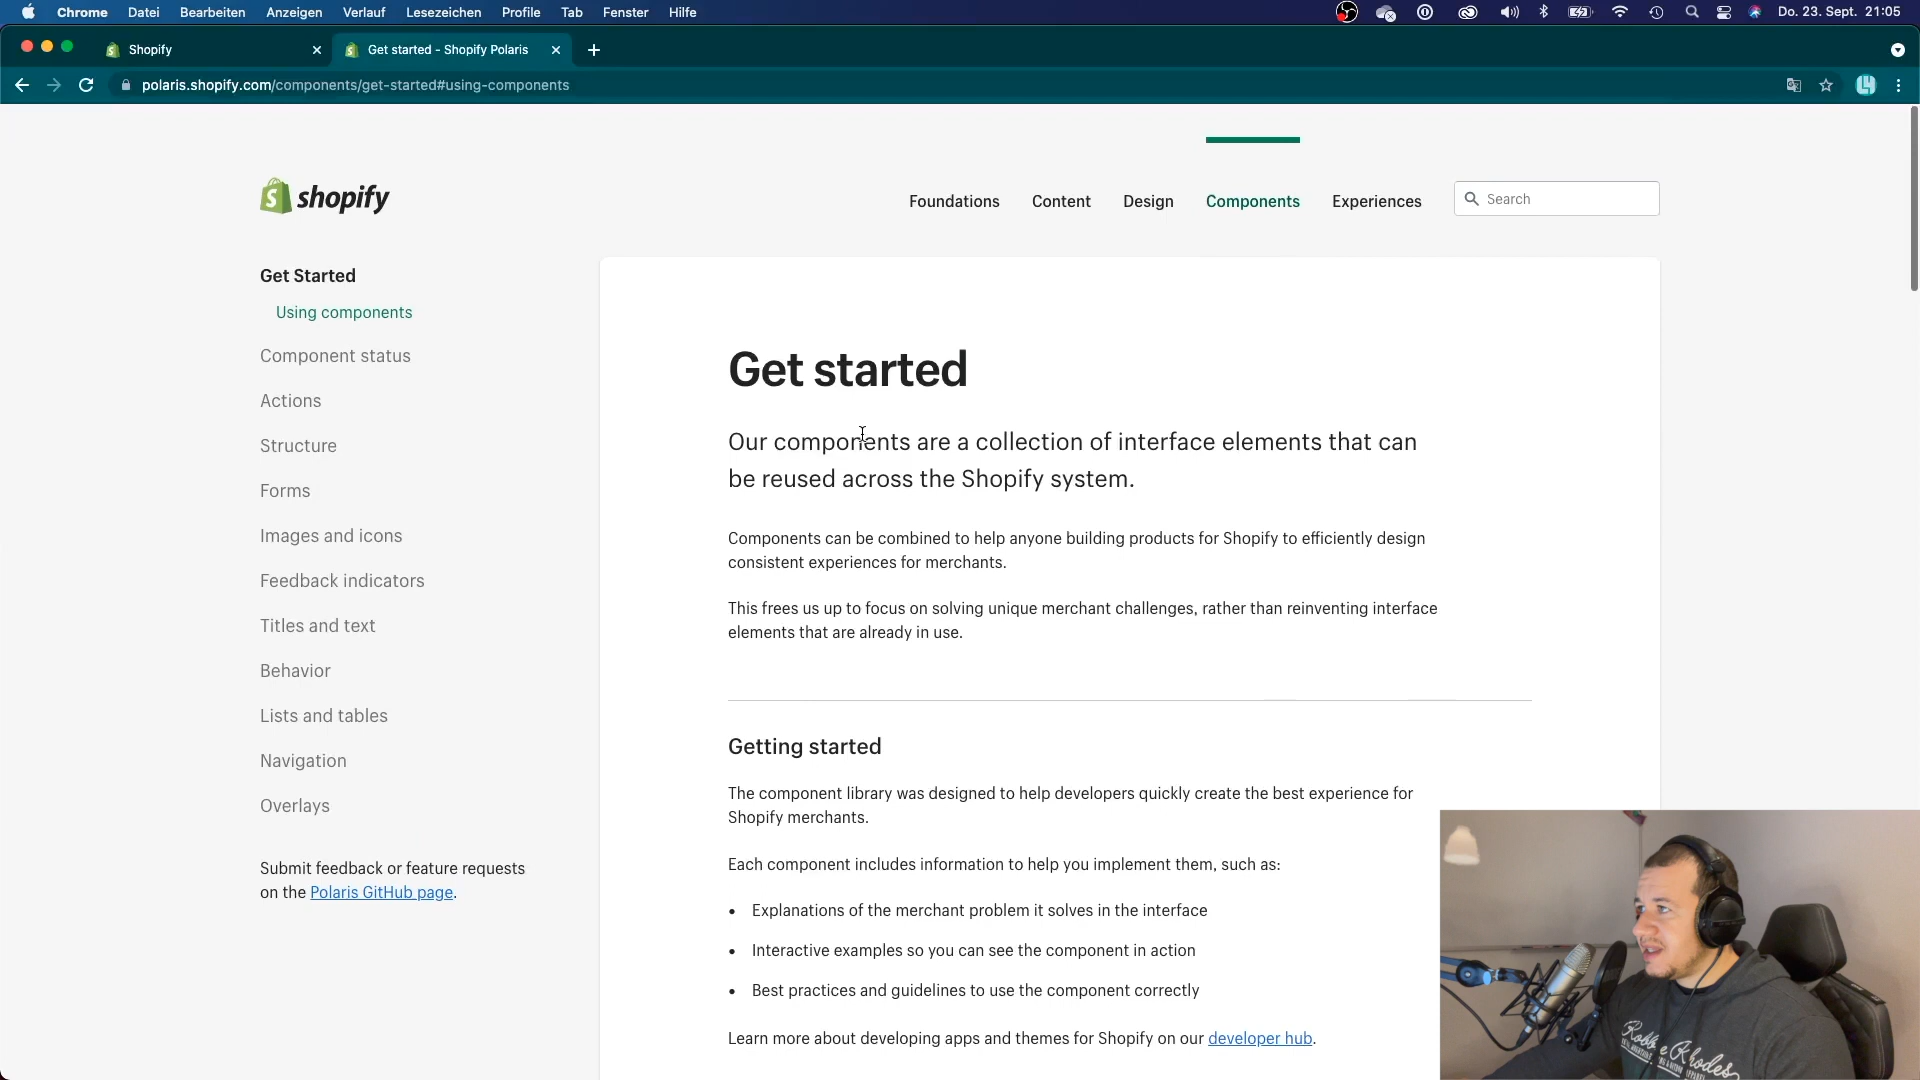 Chrome Datei Bearbeiten Anzeigen Verlauf Lesezeichen Profile Tab Fenster Hilfe Do. 23. Sept. 21:05
Shopify
Get started - Shopify Polaris
polaris.shopify.com/components/get-started#using-components
shopify
Foundations Content Design Components Experiences Search
Get Started
Using components
Component status
Actions
Structure
Forms
Images and icons
Feedback indicators
Titles and text
Behavior
Lists and tables
Navigation
Overlays
Submit feedback or feature requests
on the Polaris GitHub page.
Get started
Our components are a collection of interface elements that can
be reused across the Shopify system.
Components can be combined to help anyone building products for Shopify to efficiently design
consistent experiences for merchants.
This frees us up to focus on solving unique merchant challenges, rather than reinventing interface
elements that are already in use.
Getting started
The component library was designed to help developers quickly create the best experience for
Shopify merchants.
Each component includes information to help you implement them, such as:
• Explanations of the merchant problem it solves in the interface
• Interactive examples so you can see the component in action
• Best practices and guidelines to use the component correctly
Learn more about developing apps and themes for Shopify on our developer hub.